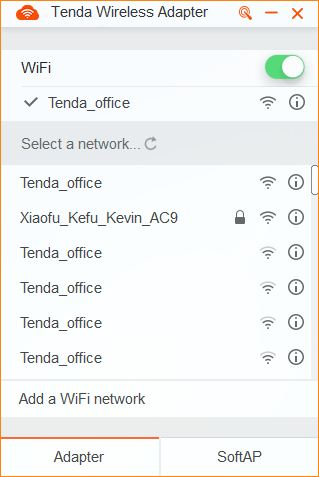 Tenda Wireless Adapter
WiFi
Tenda_office
Select a network...
Tenda_office
Xiaofu_Kefu_Kevin_AC9
Tenda_office
Tenda_office
Tenda_office
Tenda_office
Add a WiFi network
Adapter
SoftAP